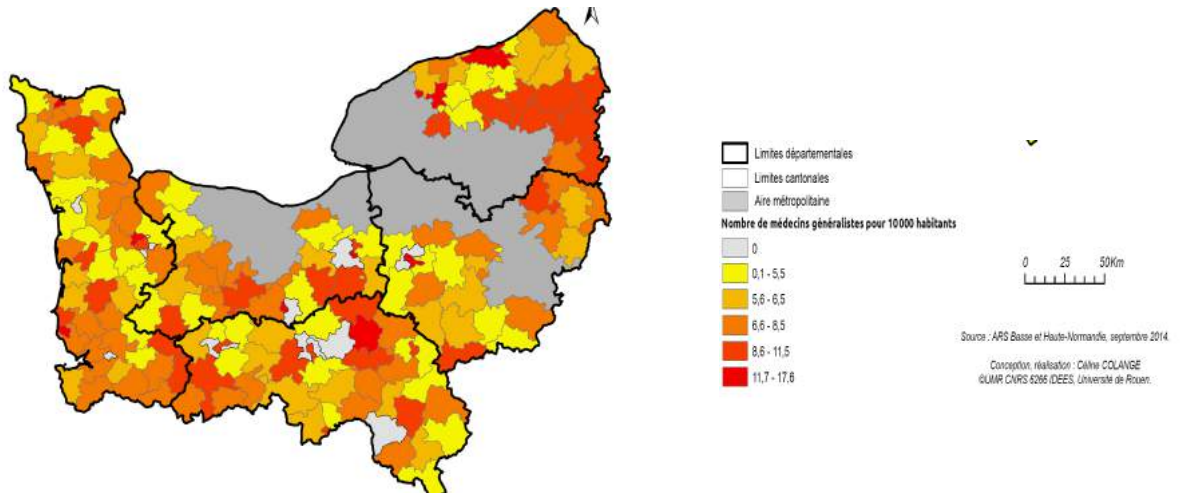 Limites départementales
Limites cantonales
Aire métropolitaine
Nombre de médecins généralistes pour 10000 habitants
0
0,1 - 5,5
5,6 - 6,5
6,6 - 8,5
8,6 - 11,5
11,7 - 17,6
0 25 50Km
Source : ARS Basse et Haute-Normandie, septembre 2014.
Conception, réalisation : Céline COLANGE
©UMR CNRS 6266 IDEES, Université de Rouen.